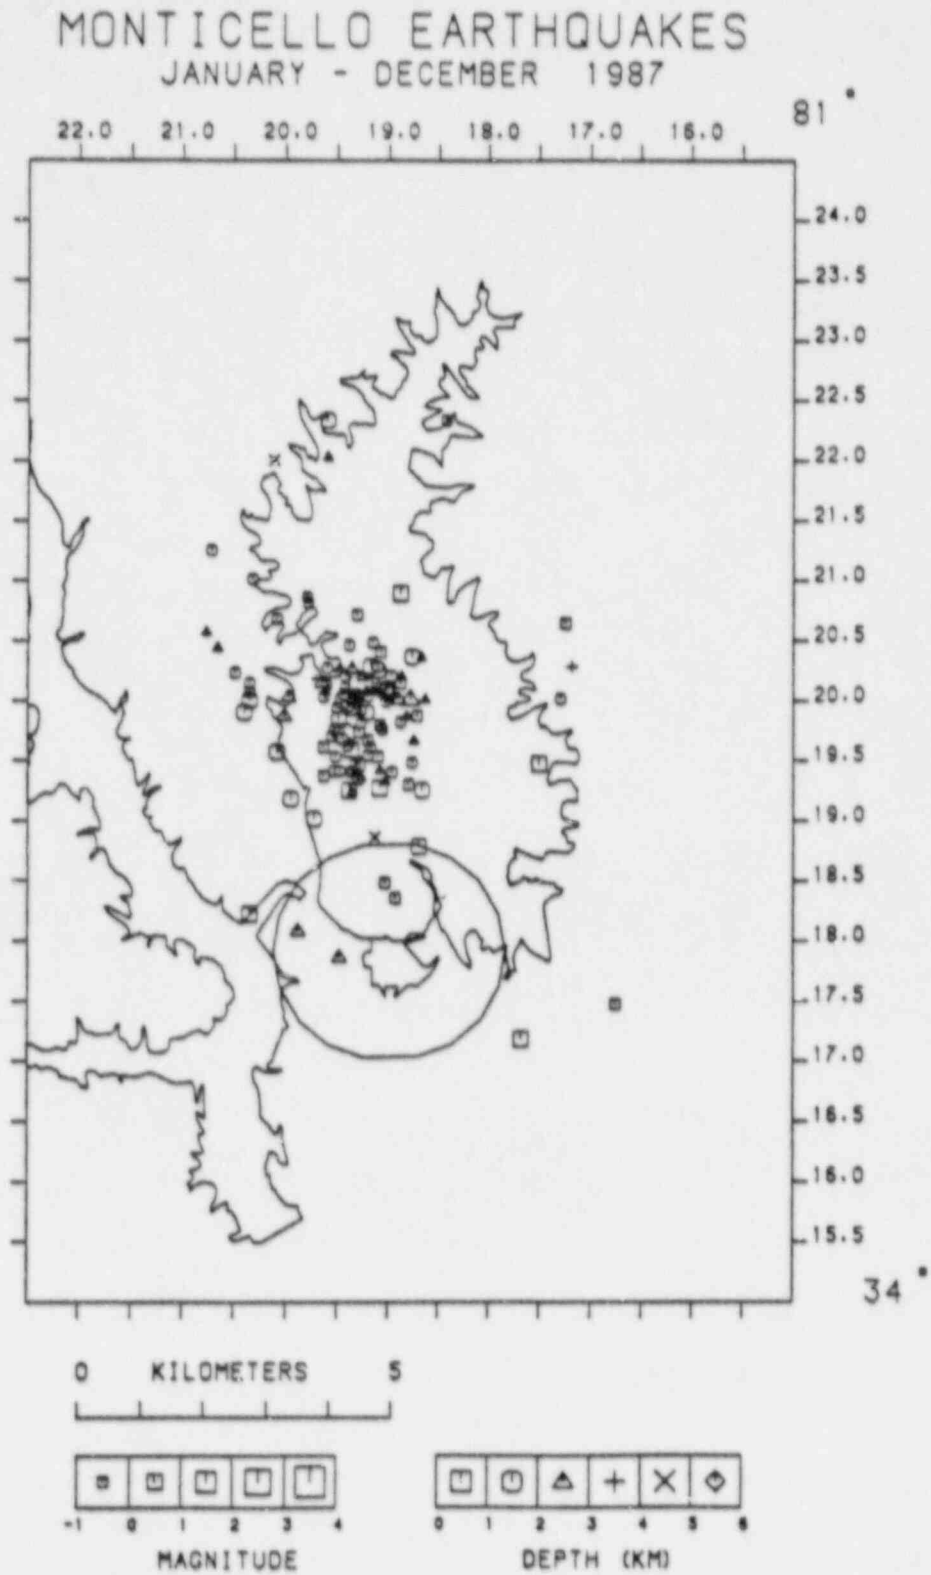 MONTICELLO EARTHQUAKES
JANUARY - DECEMBER 1987
81°
22.0 21.0 20.0 19.0 18.0 17.0 16.0
24.0
23.5
23.0
22.5
22.0
21.5
21.0
20.5
20.0
19.5
19.0
18.5
18.0
17.5
17.0
16.5
16.0
15.5
34°
0 KILOMETERS 5
-1 0 1 2 3 4
MAGNITUDE
0 1 2 3 4 5 6
DEPTH (KM)